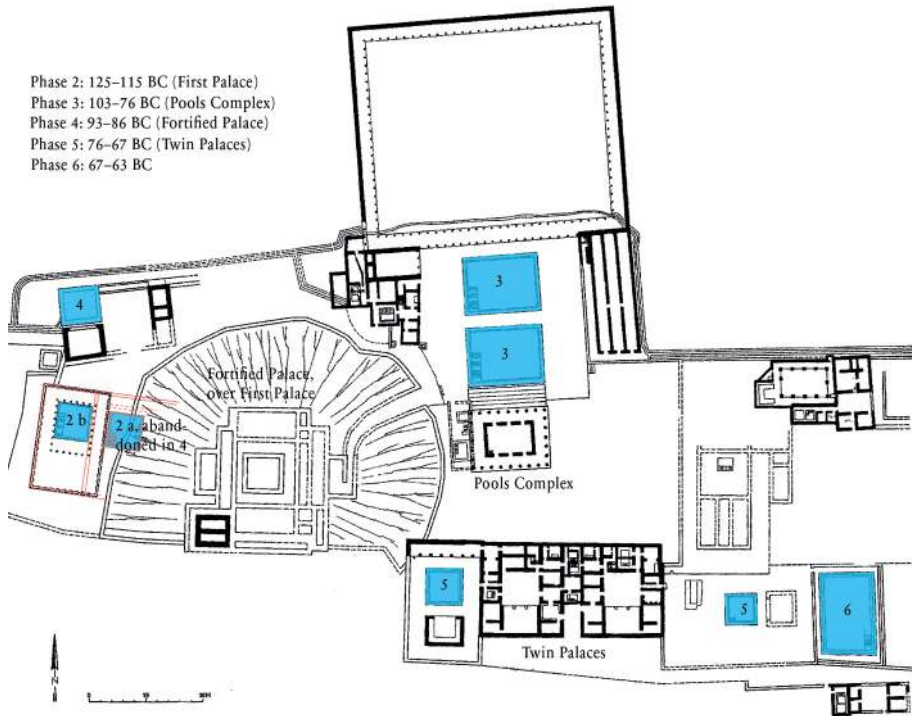 Phase 2: 125–115 BC (First Palace)
Phase 3: 103–76 BC (Pools Complex)
Phase 4: 93–86 BC (Fortified Palace)
Phase 5: 76–67 BC (Twin Palaces)
Phase 6: 67–63 BC
3
4
3
Fortified Palace,
over First Palace
2 b
2 a, aban-
doned in 4
Pools Complex
5
5
6
Twin Palaces
N
0